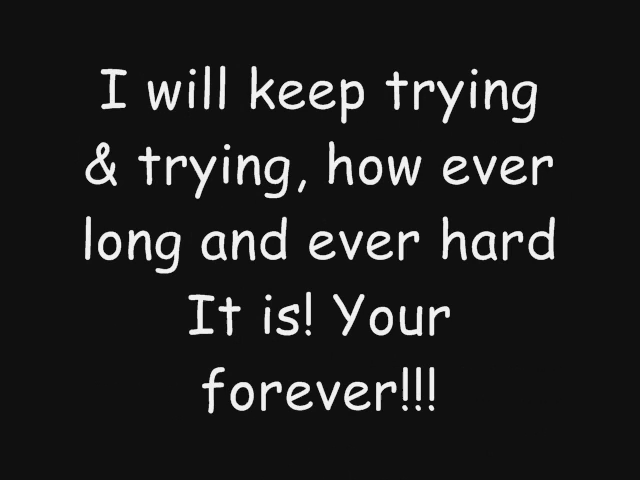 I will keep trying
& trying, how ever
long and ever hard
It is! Your
forever!!!